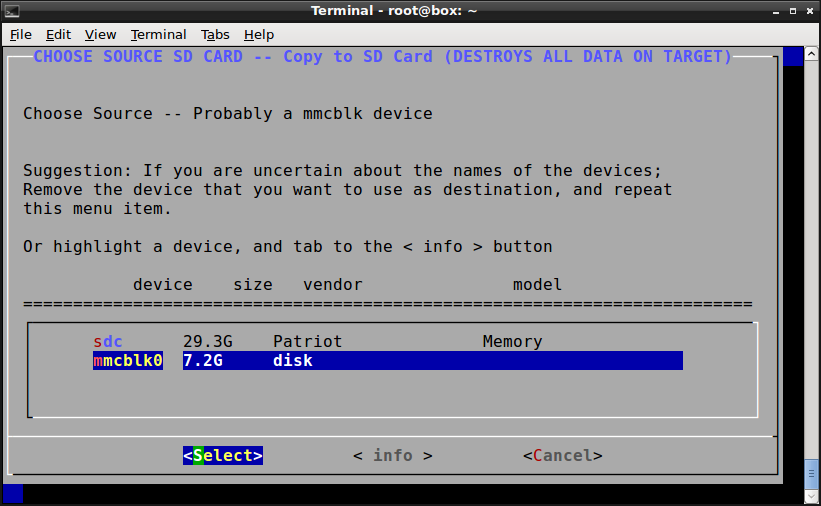 Terminal - root@box: ~
File Edit View Terminal Tabs Help
CHOOSE SOURCE SD CARD -- Copy to SD Card (DESTROYS ALL DATA ON TARGET)
Choose Source -- Probably a mmcblk device
Suggestion: If you are uncertain about the names of the devices;
Remove the device that you want to use as destination, and repeat
this menu item.
Or highlight a device, and tab to the < info > button
device size vendor model
===========================================================================
sdc 29.3G Patriot Memory
mmcblk0 7.2G disk
<Select> < info > <Cancel>